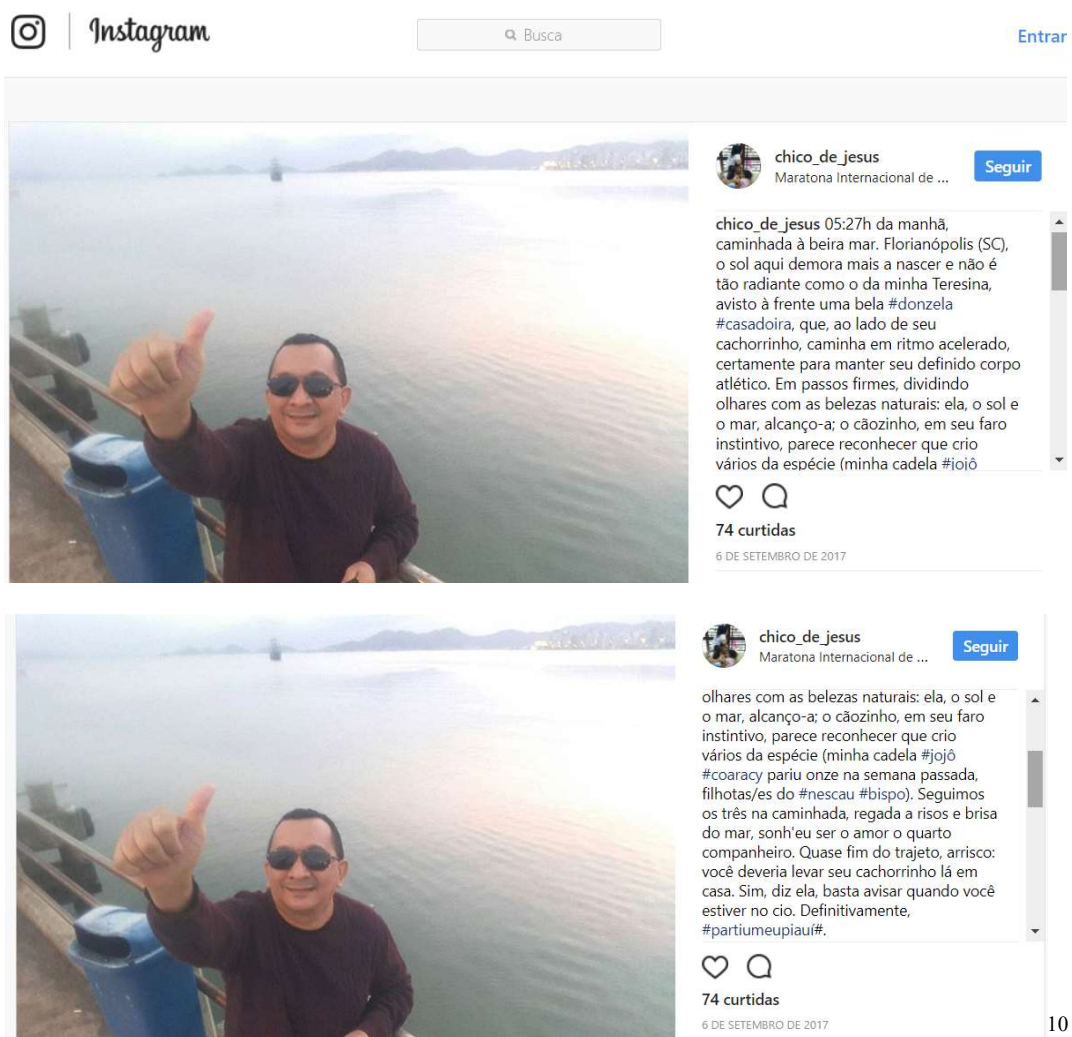 Instagram
Busca
Entrar
chico_de_jesus
Maratona Internacional de ...
Seguir
chico_de_jesus 05:27h da manhã,
caminhada à beira mar. Florianópolis (SC),
o sol aqui demora mais a nascer e não é
tão radiante como o da minha Teresina,
avisto à frente uma bela #donzela
#casadoira, que, ao lado de seu
cachorrinho, caminha em ritmo acelerado,
certamente para manter seu definido corpo
atlético. Em passos firmes, dividindo
olhares com as belezas naturais: ela, o sol e
o mar, alcanço-a; o cãozinho, em seu faro
instintivo, parece reconhecer que crio
vários da espécie (minha cadela #jojô
74 curtidas
6 DE SETEMBRO DE 2017
chico_de_jesus
Maratona Internacional de ...
Seguir
olhares com as belezas naturais: ela, o sol e
o mar, alcanço-a; o cãozinho, em seu faro
instintivo, parece reconhecer que crio
vários da espécie (minha cadela #jojô
#coaracy pariu onze na semana passada,
filhotas/es do #nescau #bispo). Seguimos
os três na caminhada, regada a risos e brisa
do mar, sonh'eu ser o amor o quarto
companheiro. Quase fim do trajeto, arrisco:
você deveria levar seu cachorrinho lá em
casa. Sim, diz ela, basta avisar quando você
estiver no cio. Definitivamente,
#partiumeupiauí#.
74 curtidas
6 DE SETEMBRO DE 2017
10